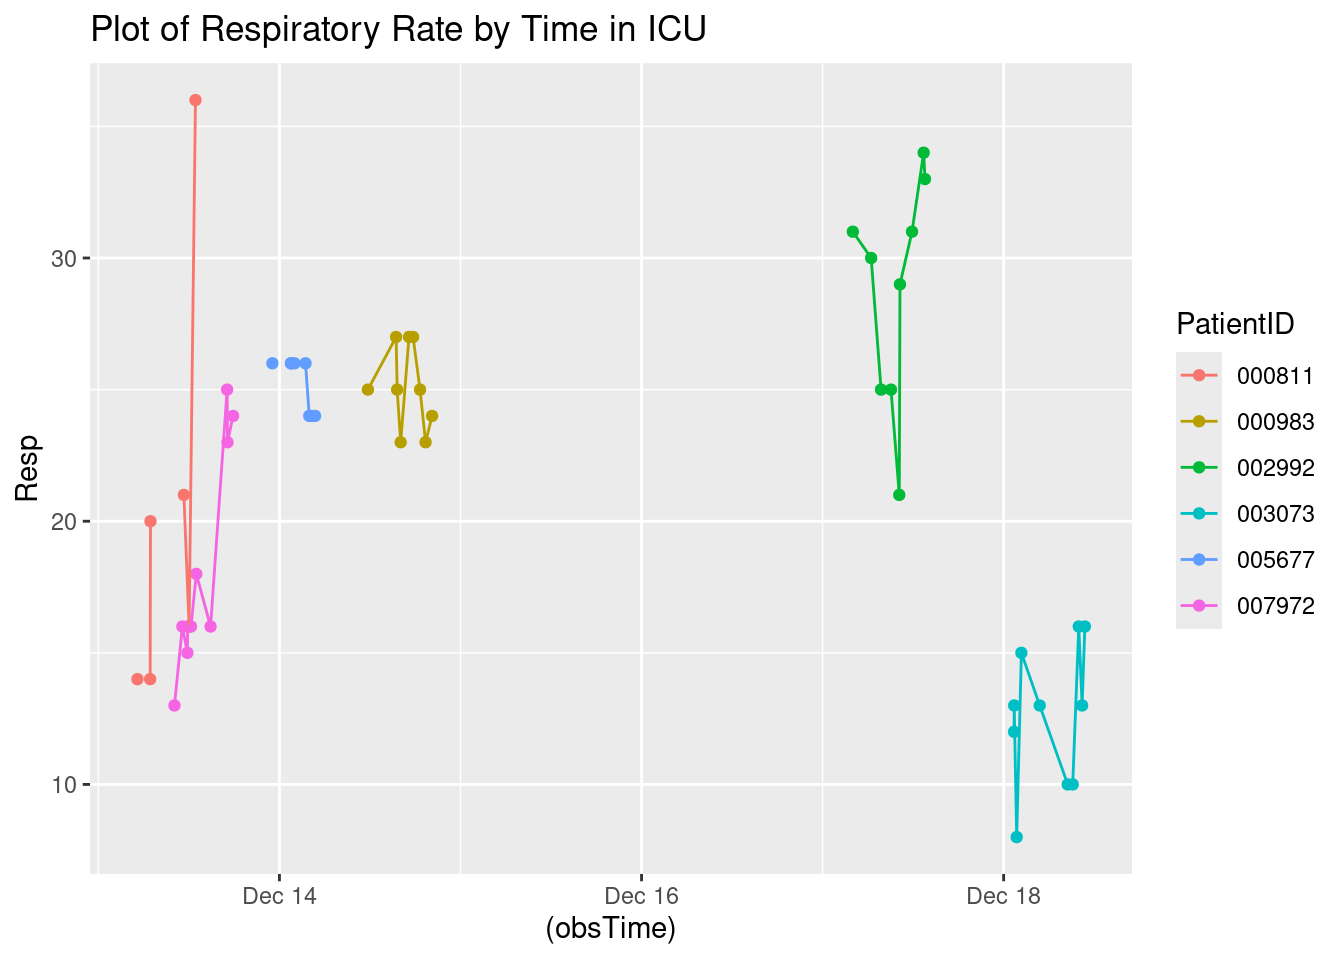 Plot of Respiratory Rate by Time in ICU
Resp
30
20
10
Dec 14
Dec 16
Dec 18
(obsTime)
PatientID
000811
000983
002992
003073
005677
007972